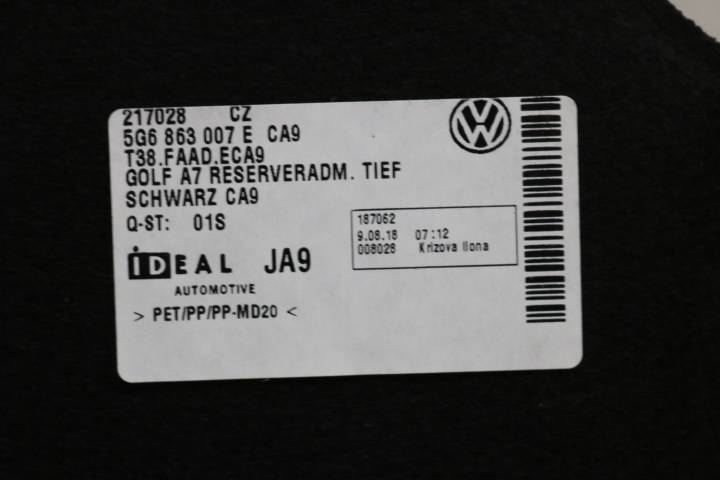 217028 CZ
5G6 863 007 E CA9
T38.FAAD.ECA9
GOLF A7 RESERVERADM. TIEF
SCHWARZ CA9
Q-ST: 01S
187062
9.08.18 07:12
008028 Krizova Ilona
iDEAL JA9
AUTOMOTIVE
> PET/PP/PP-MD20 <
VW